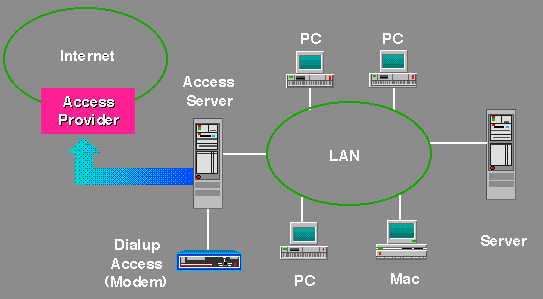 Internet
Access
Provider
Access
Server
PC
PC
LAN
Server
Dialup
Access
(Modem)
PC
Mac